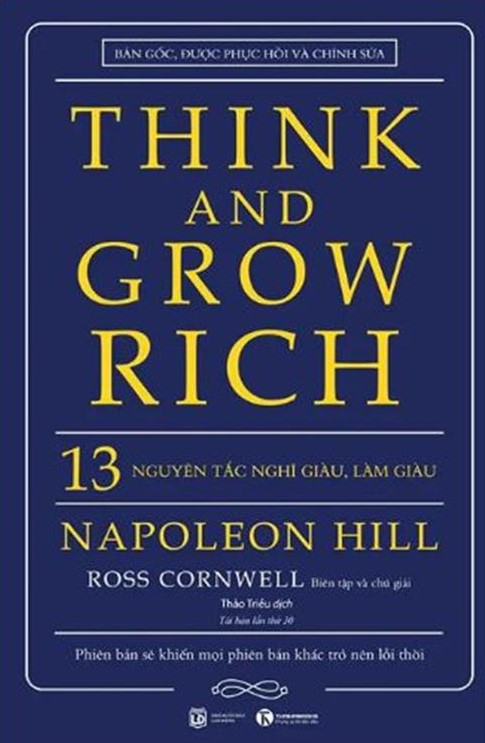 BẢN GỐC, ĐƯỢC PHỤC HỒI VÀ CHỈNH SỬA
THINK
AND
GROW
RICH
13 NGUYÊN TẮC NGHĨ GIÀU, LÀM GIÀU
NAPOLEON HILL
ROSS CORNWELL Biên tập và chú giải
Thảo Triều dịch
Tái bản lần thứ 30
Phiên bản sẽ khiến mọi phiên bản khác trở nên lỗi thời